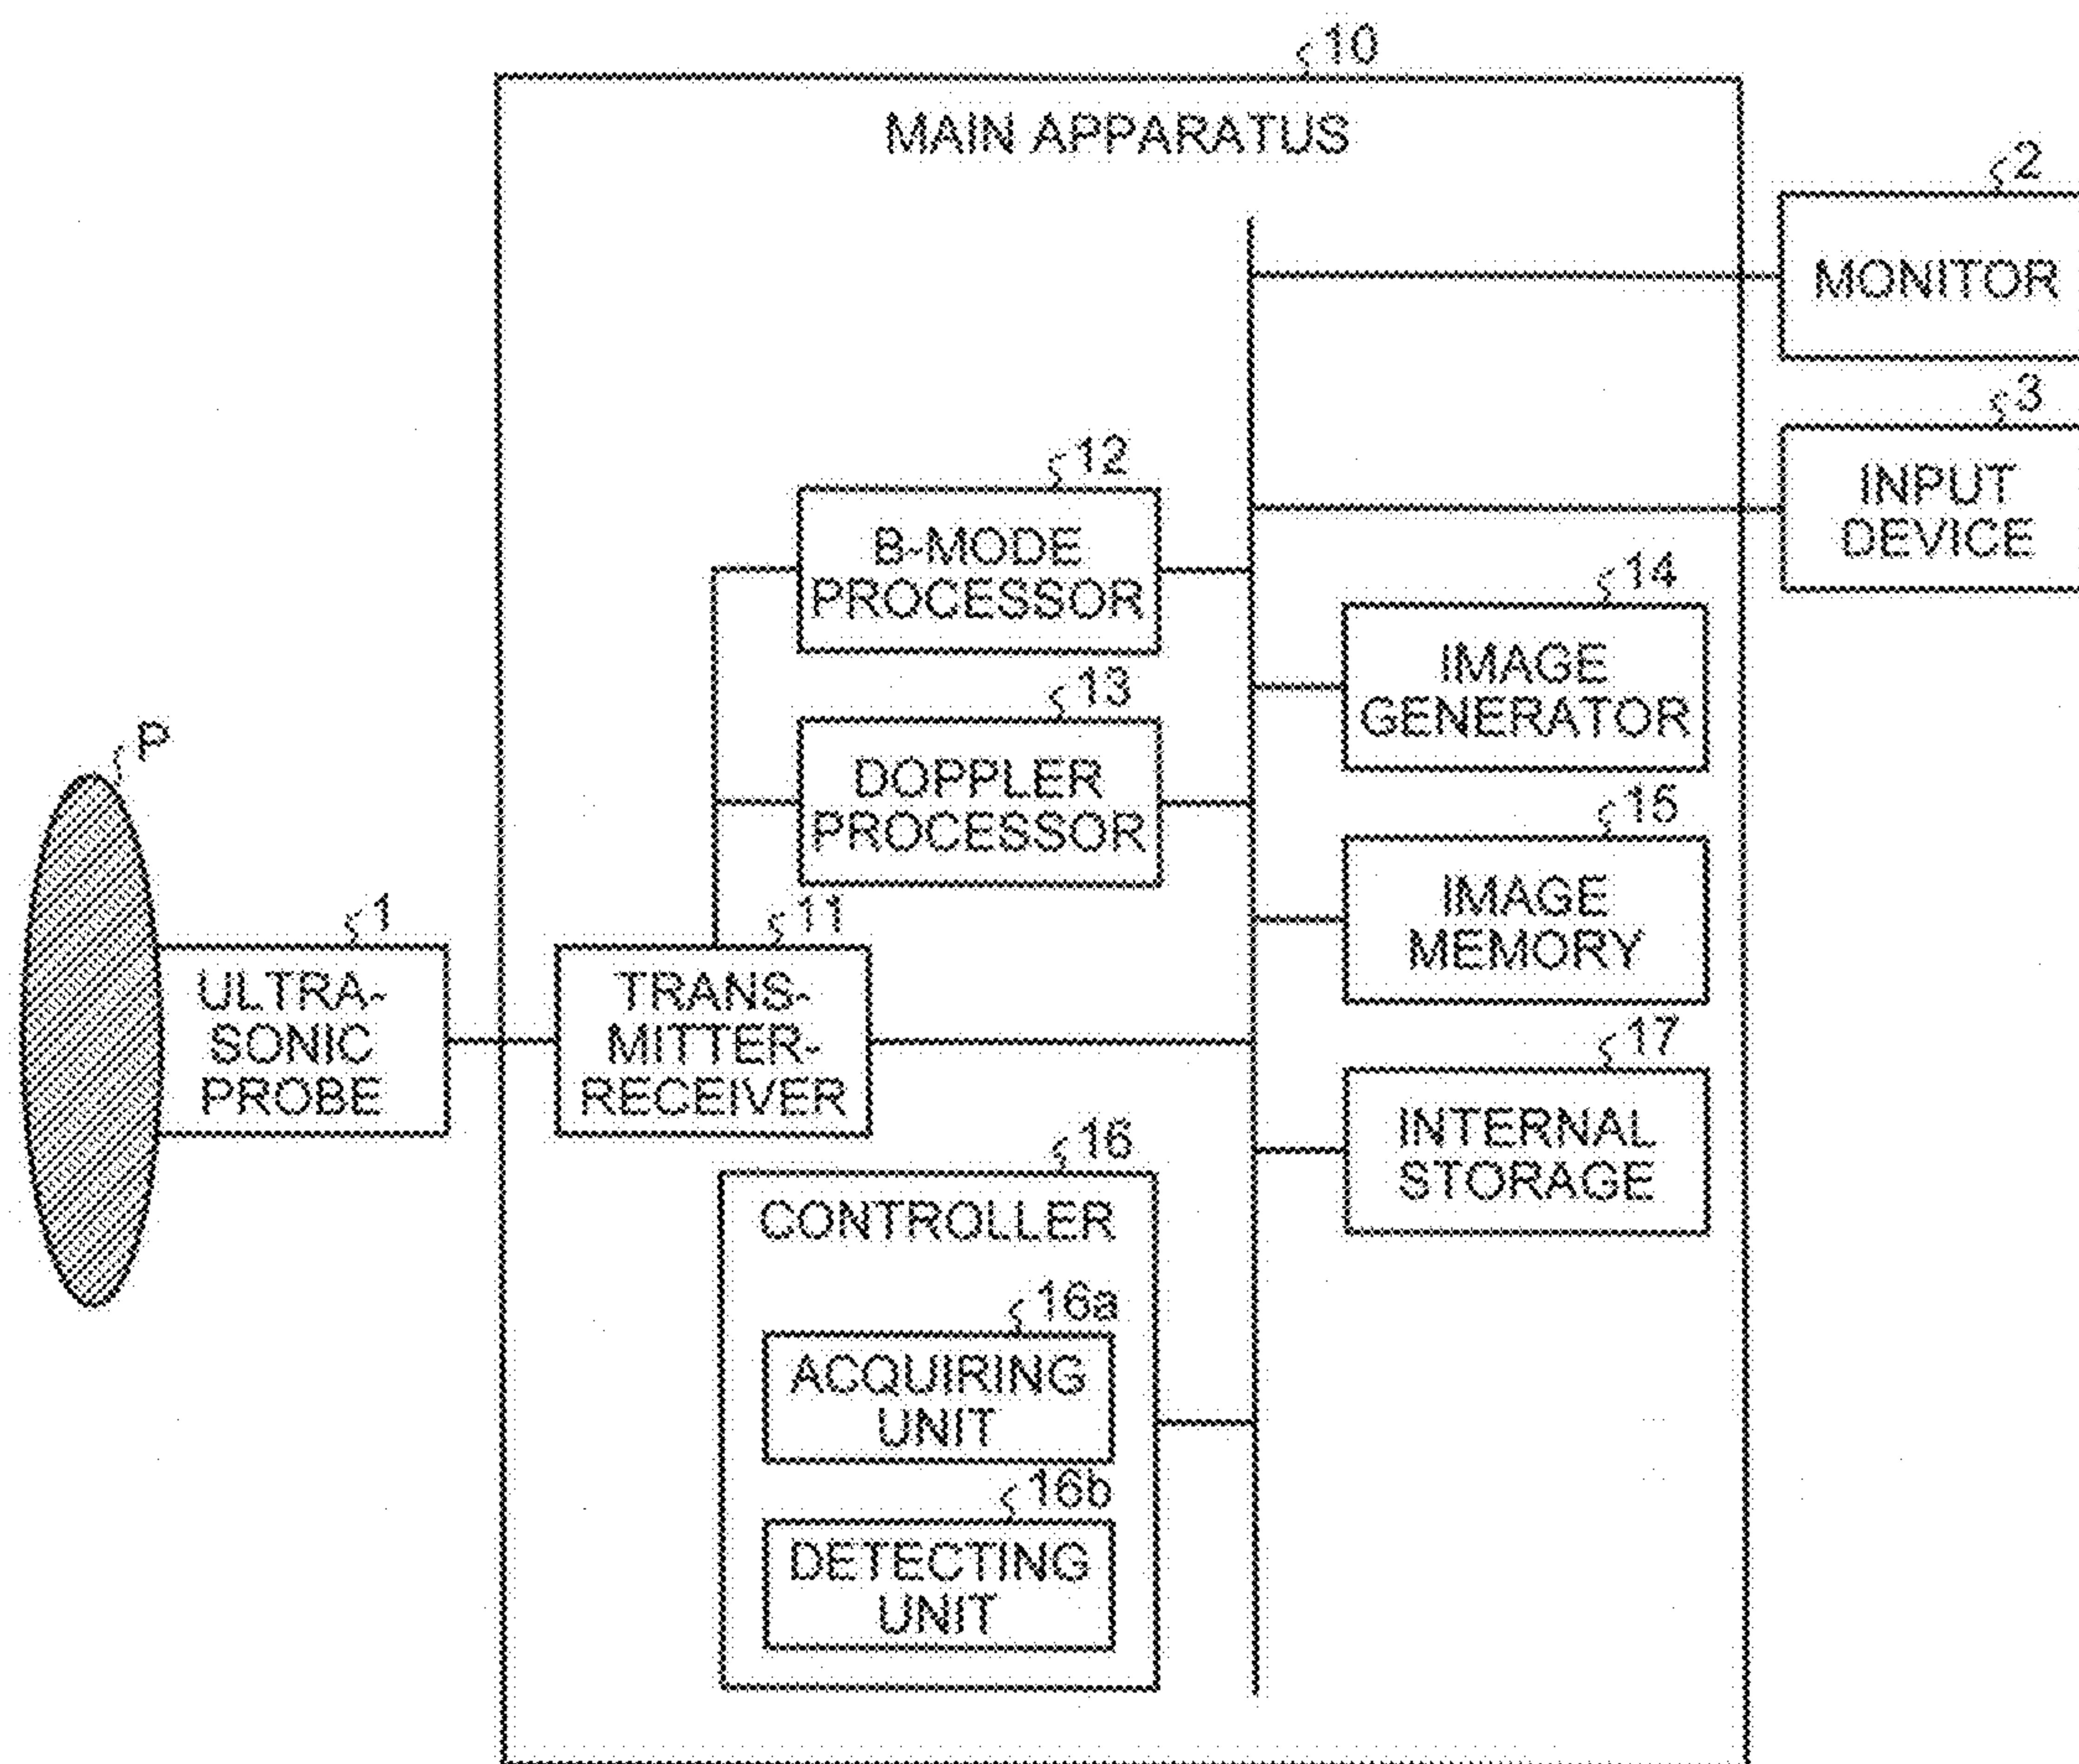 10
MAIN APPARATUS
2
MONITOR
3
INPUT
DEVICE
12
B-MODE
PROCESSOR
14
IMAGE
GENERATOR
13
DOPPLER
PROCESSOR
P
15
IMAGE
MEMORY
1
ULTRA-
SONIC
PROBE
11
TRANS-
MITTER-
RECEIVER
17
INTERNAL
STORAGE
16
CONTROLLER
16a
ACQUIRING
UNIT
16b
DETECTING
UNIT